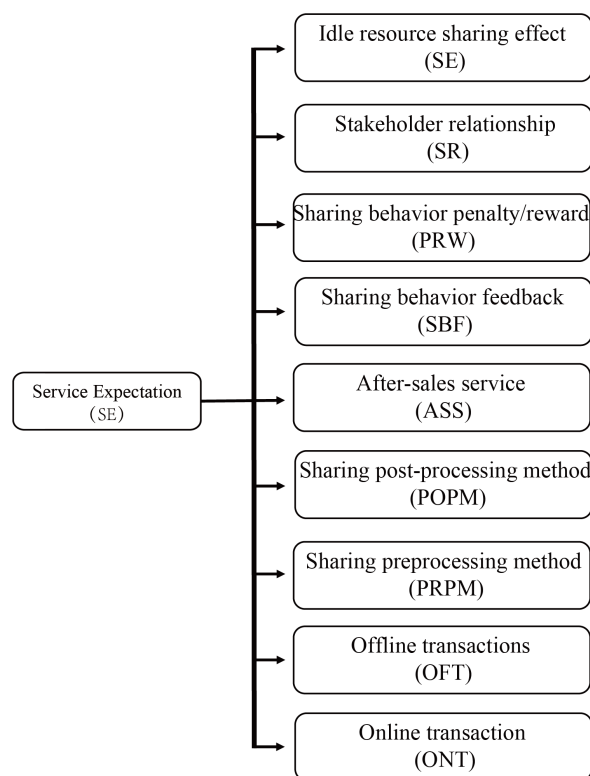 Idle resource sharing effect
(SE)
Stakeholder relationship
(SR)
Sharing behavior penalty/reward
(PRW)
Sharing behavior feedback
(SBF)
Service Expectation
(SE)
After-sales service
(ASS)
Sharing post-processing method
(POPM)
Sharing preprocessing method
(PRPM)
Offline transactions
(OFT)
Online transaction
(ONT)